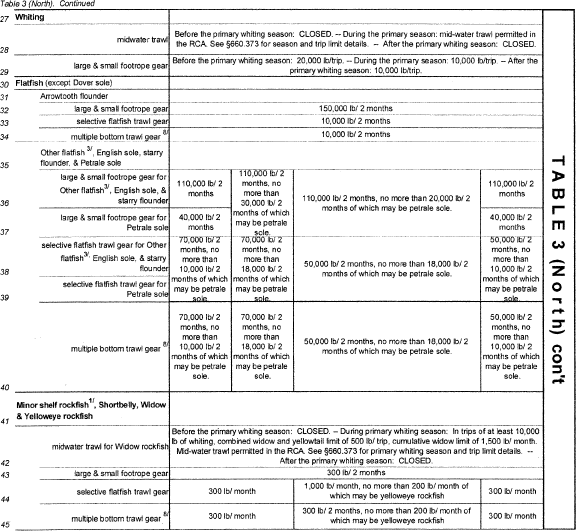 Table 3 (North). Continued
27 Whiting
28 midwater trawl
Before the primary whiting season: CLOSED. -- During the primary season: mid-water trawl permitted
in the RCA. See §660.373 for season and trip limit details. -- After the primary whiting season: CLOSED.
29 large & small footrope gear
Before the primary whiting season: 20,000 lb/trip. -- During the primary season: 10,000 lb/trip. -- After the
primary whiting season: 10,000 lb/trip.
30 Flatfish (except Dover sole)
31 Arrowtooth flounder
32 large & small footrope gear 150,000 lb/ 2 months
33 selective flatfish trawl gear 10,000 lb/ 2 months
34 multiple bottom trawl gear 8/ 10,000 lb/ 2 months
35 Other flatfish 3/, English sole, starry
flounder, & Petrale sole
36 large & small footrope gear for
Other flatfish3/, English sole, &
starry flounder
110,000 lb/ 2
months
110,000 lb/ 2
months, no
more than
30,000 lb/ 2
months of which
may be petrale
sole.
110,000 lb/ 2 months, no more than 20,000 lb/ 2
months of which may be petrale sole.
110,000 lb/ 2
months
37 large & small footrope gear for
Petrale sole
40,000 lb/ 2
months
40,000 lb/ 2
months
38 selective flatfish trawl gear for Other
flatfish3/, English sole, & starry
flounder
39 selective flatfish trawl gear for
Petrale sole
70,000 lb/ 2
months, no
more than
10,000 lb/ 2
months of which
may be petrale
sole.
70,000 lb/ 2
months, no
more than
18,000 lb/ 2
months of which
may be petrale
sole.
50,000 lb/ 2 months, no more than 18,000 lb/ 2
months of which may be petrale sole.
50,000 lb/ 2
months, no
more than
10,000 lb/ 2
months of which
may be petrale
sole.
40 multiple bottom trawl gear 8/
70,000 lb/ 2
months, no
more than
10,000 lb/ 2
months of which
may be petrale
sole.
70,000 lb/ 2
months, no
more than
18,000 lb/ 2
months of which
may be petrale
sole.
50,000 lb/ 2 months, no more than 18,000 lb/ 2
months of which may be petrale sole.
50,000 lb/ 2
months, no
more than
10,000 lb/ 2
months of which
may be petrale
sole.
41 Minor shelf rockfish1/, Shortbelly, Widow
& Yelloweye rockfish
42 midwater trawl for Widow rockfish
Before the primary whiting season: CLOSED. -- During primary whiting season: In trips of at least 10,000
lb of whiting, combined widow and yellowtail limit of 500 lb/ trip, cumulative widow limit of 1,500 lb/ month.
Mid-water trawl permitted in the RCA. See §660.373 for primary whiting season and trip limit details. --
After the primary whiting season: CLOSED.
43 large & small footrope gear 300 lb/ 2 months
44 selective flatfish trawl gear
300 lb/ month
1,000 lb/ month, no more than 200 lb/ month of
which may be yelloweye rockfish
300 lb/ month
45 multiple bottom trawl gear 8/
300 lb/ month
300 lb/ 2 months, no more than 200 lb/ month of
which may be yelloweye rockfish
300 lb/ month
TABLE 3 (North) con't